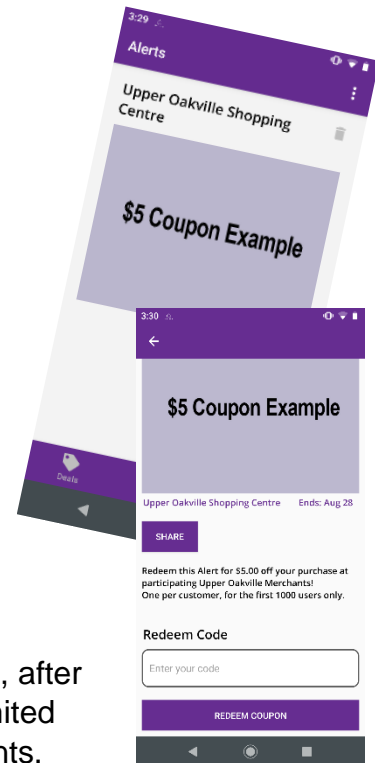 3:29
Alerts
Upper Oakville Shopping
Centre
$5 Coupon Example
Deals
3:30
$5 Coupon Example
Upper Oakville Shopping Centre Ends: Aug 28
SHARE
Redeem this Alert for $5.00 off your purchase at
participating Upper Oakville Merchants!
One per customer, for the first 1000 users only.
Redeem Code
Enter your code
REDEEM COUPON
, after